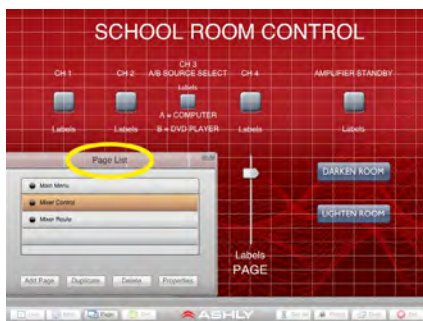 SCHOOL ROOM CONTROL
CH 3
CH 1 CH 2 A/B SOURCE SELECT CH 4 AMPLIFIER STANDBY
Labels
A = COMPUTER
Labels Labels B = DVD PLAYER Labels Labels
Page List
DARKEN ROOM
Main Menu
Mixer Control
Mixer Route
LIGHTEN ROOM
Labels
PAGE
Add Page Duplicate Delete Properties
Page ASHLY